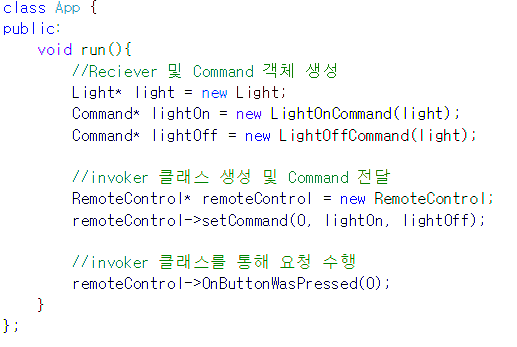 class App {
public:
    void run(){
        //Reciever 및 Command 객체 생성
        Light* light = new Light;
        Command* lightOn = new LightOnCommand(light);
        Command* lightOff = new LightOffCommand(light);

        //invoker 클래스 생성 및 Command 전달
        RemoteControl* remoteControl = new RemoteControl;
        remoteControl->setCommand(0, lightOn, lightOff);

        //invoker 클래스를 통해 요청 수행
        remoteControl->OnButtonWasPressed(0);
    }
};